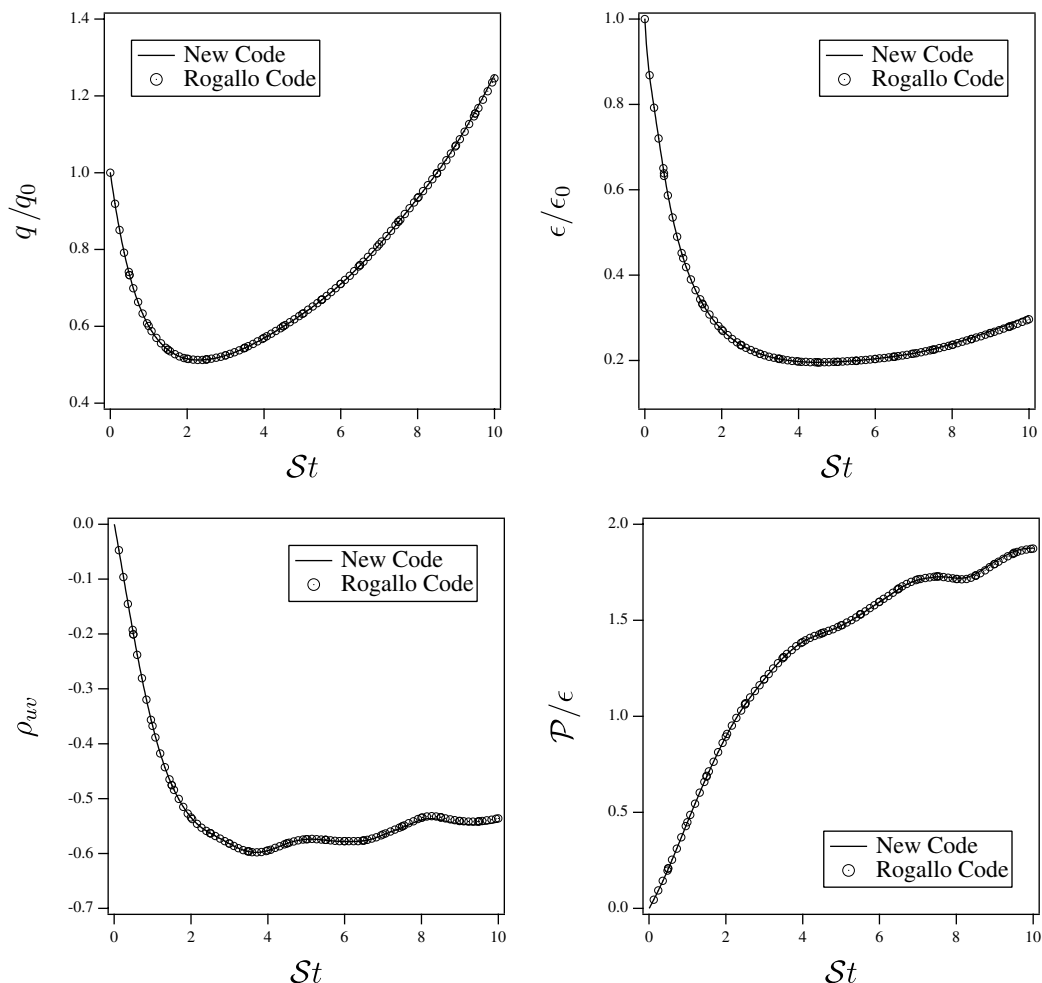 1.4
1.2
1.0
0.8
0.6
0.4
q/q₀
New Code
Rogallo Code
0 2 4 6 8 10
𝒮t
1.0
0.8
0.6
0.4
0.2
ϵ/ϵ₀
New Code
Rogallo Code
0 2 4 6 8 10
𝒮t
0.0
-0.1
-0.2
-0.3
-0.4
-0.5
-0.6
-0.7
ρᵤᵥ
New Code
Rogallo Code
0 2 4 6 8 10
𝒮t
2.0
1.5
1.0
0.5
0.0
𝒫/ϵ
New Code
Rogallo Code
0 2 4 6 8 10
𝒮t